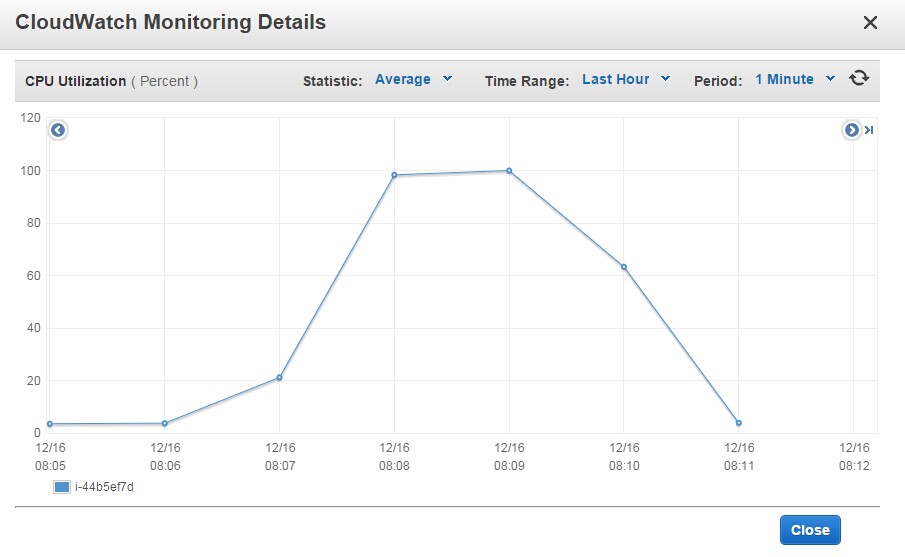 CloudWatch Monitoring Details
CPU Utilization ( Percent ) Statistic: Average Time Range: Last Hour Period: 1 Minute
120
100
80
60
40
20
0
12/16 12/16 12/16 12/16 12/16 12/16 12/16 12/16
08:05 08:06 08:07 08:08 08:09 08:10 08:11 08:12
i-44b5ef7d
Close